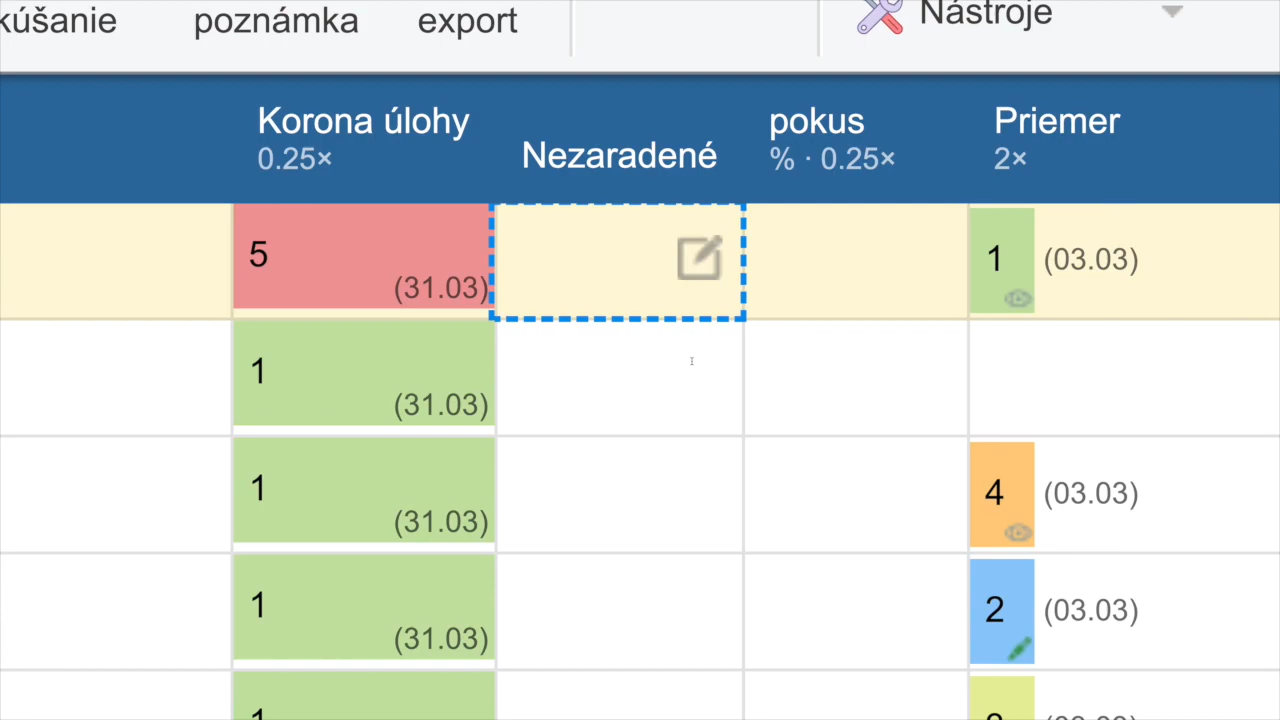 kúšanie poznámka export Nástroje
Korona úlohy Nezaradené pokus Priemer
0.25× % · 0.25× 2×
5 (31.03) 1 (03.03)
1 (31.03)
1 (31.03) 4 (03.03)
1 (31.03) 2 (03.03)
1